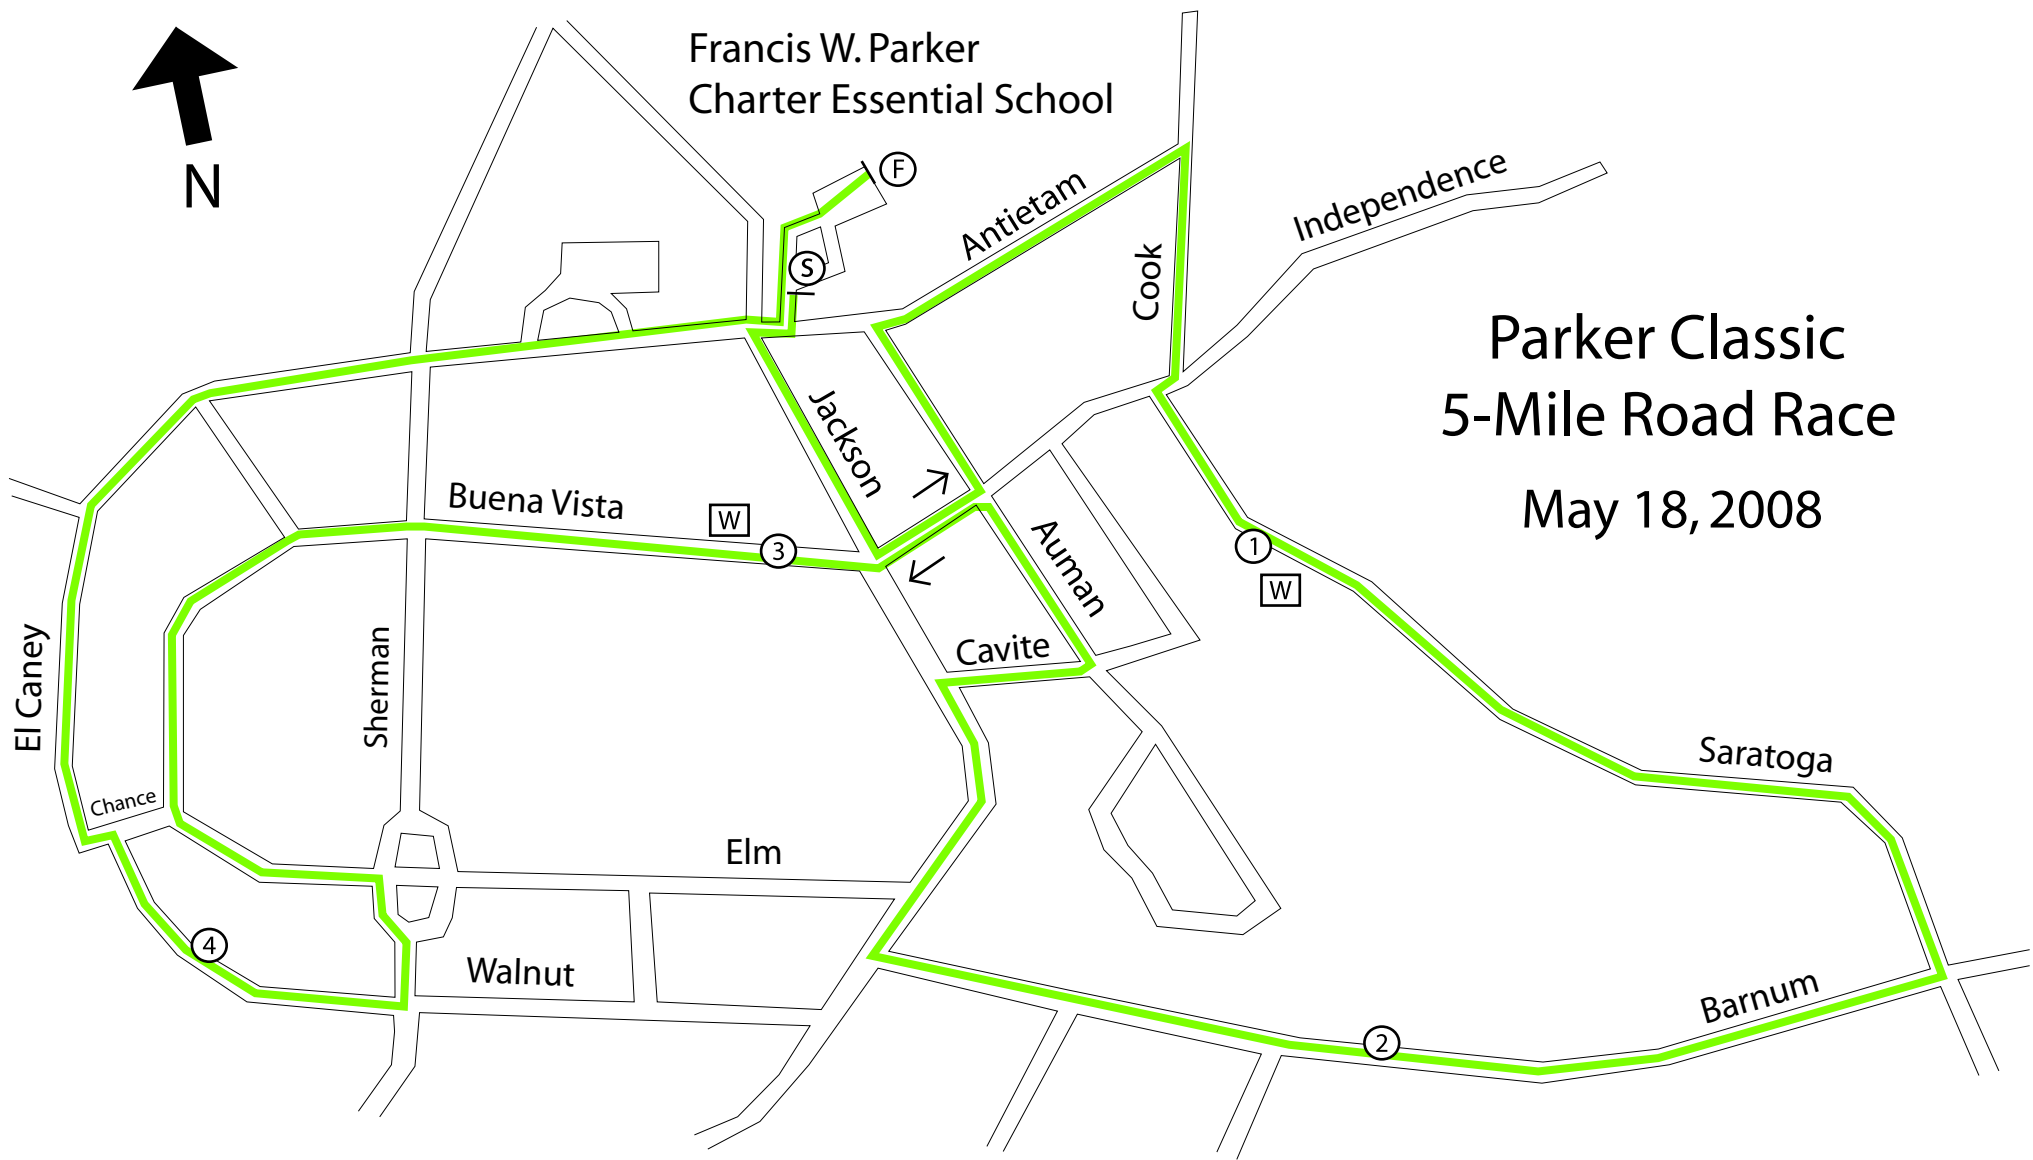 Francis W. Parker
Charter Essential School
N
F
S
Antietam
Cook
Independence
Parker Classic
5-Mile Road Race
May 18, 2008
Jackson
Buena Vista
W
3
Auman
1
W
Cavite
El Caney
Sherman
Saratoga
Chance
Elm
4
Walnut
Barnum
2